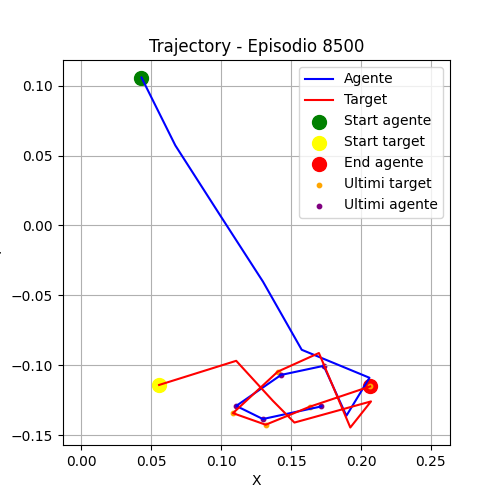 Trajectory - Episodio 8500
Agente
Target
Start agente
Start target
End agente
Ultimi target
Ultimi agente
0.10
0.05
0.00
−0.05
−0.10
−0.15
0.00
0.05
0.10
0.15
0.20
0.25
X